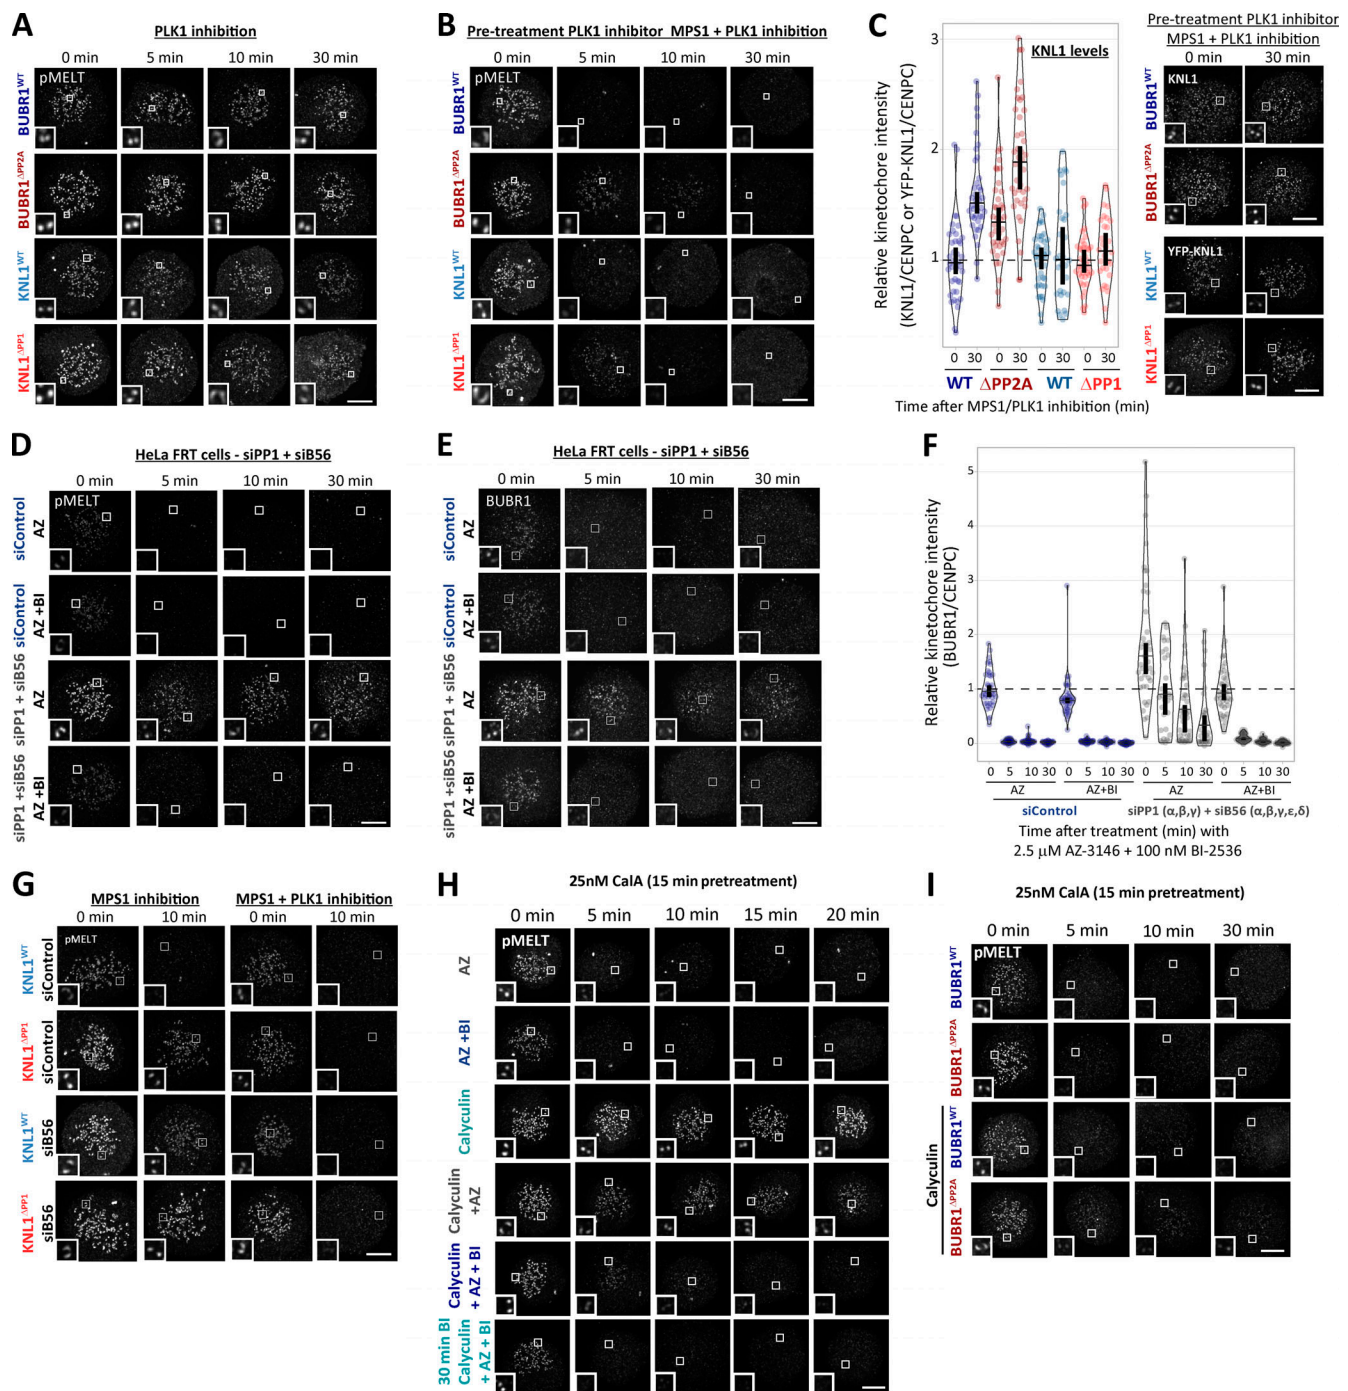 A
PLK1 inhibition
0 min 5 min 10 min 30 min
pMELT
BUBR1WT
BUBR1ΔPP2A
KNL1WT
KNL1ΔPP1
B
Pre-treatment PLK1 inhibitor MPS1 + PLK1 inhibition
0 min 5 min 10 min 30 min
pMELT
BUBR1WT
BUBR1ΔPP2A
KNL1WT
KNL1ΔPP1
C
KNL1 levels
Relative kinetochore intensity
(KNL1/CENPC or YFP-KNL1/CENPC)
3
2
1
0 30 0 30 0 30 0 30
WT ΔPP2A WT ΔPP1
Time after MPS1/PLK1 inhibition (min)
Pre-treatment PLK1 inhibitor
MPS1 + PLK1 inhibition
0 min 30 min
KNL1
BUBR1WT
BUBR1ΔPP2A
YFP-KNL1
KNL1WT
KNL1ΔPP1
D
HeLa FRT cells - siPP1 + siB56
0 min 5 min 10 min 30 min
pMELT
siControl
AZ
siControl
AZ +BI
siPP1 + siB56
AZ
siPP1 +siB56
AZ +BI
E
HeLa FRT cells - siPP1 + siB56
0 min 5 min 10 min 30 min
BUBR1
siControl
AZ
siControl
AZ +BI
siPP1 + siB56
AZ
siPP1 +siB56
AZ +BI
F
Relative kinetochore intensity
(BUBR1/CENPC)
5
4
3
2
1
0
0 5 10 30 0 5 10 30 0 5 10 30 0 5 10 30
AZ AZ+BI AZ AZ+BI
siControl siPP1 (α,β,γ) + siB56 (α,β,γ,ε,δ)
Time after treatment (min) with
2.5 μM AZ-3146 + 100 nM BI-2536
G
MPS1 inhibition MPS1 + PLK1 inhibition
0 min 10 min 0 min 10 min
pMELT
KNL1WT
siControl
KNL1ΔPP1
siControl
KNL1WT
siB56
KNL1ΔPP1
siB56
H
25nM CalA (15 min pretreatment)
0 min 5 min 10 min 15 min 20 min
pMELT
AZ
AZ +BI
Calyculin
Calyculin
+AZ
Calyculin
+ AZ + BI
30 min BI
Calyculin
+ AZ + BI
I
25nM CalA (15 min pretreatment)
0 min 5 min 10 min 30 min
pMELT
BUBR1WT
BUBR1ΔPP2A
Calyculin
BUBR1WT
BUBR1ΔPP2A